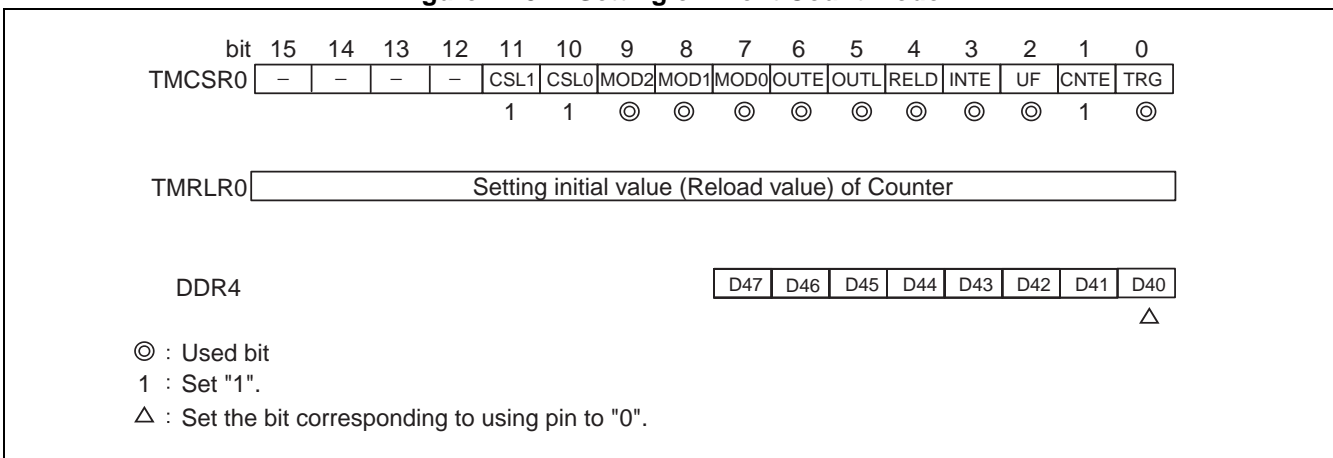 bit 15 14 13 12 11 10 9 8 7 6 5 4 3 2 1 0
TMCSR0 – – – – CSL1 CSL0 MOD2 MOD1 MOD0 OUTE OUTL RELD INTE UF CNTE TRG
1 1 ◎ ◎ ◎ ◎ ◎ ◎ ◎ ◎ 1 ◎
TMRLR0 Setting initial value (Reload value) of Counter
DDR4 D47 D46 D45 D44 D43 D42 D41 D40
△
◎ : Used bit
1 : Set "1".
△ : Set the bit corresponding to using pin to "0".